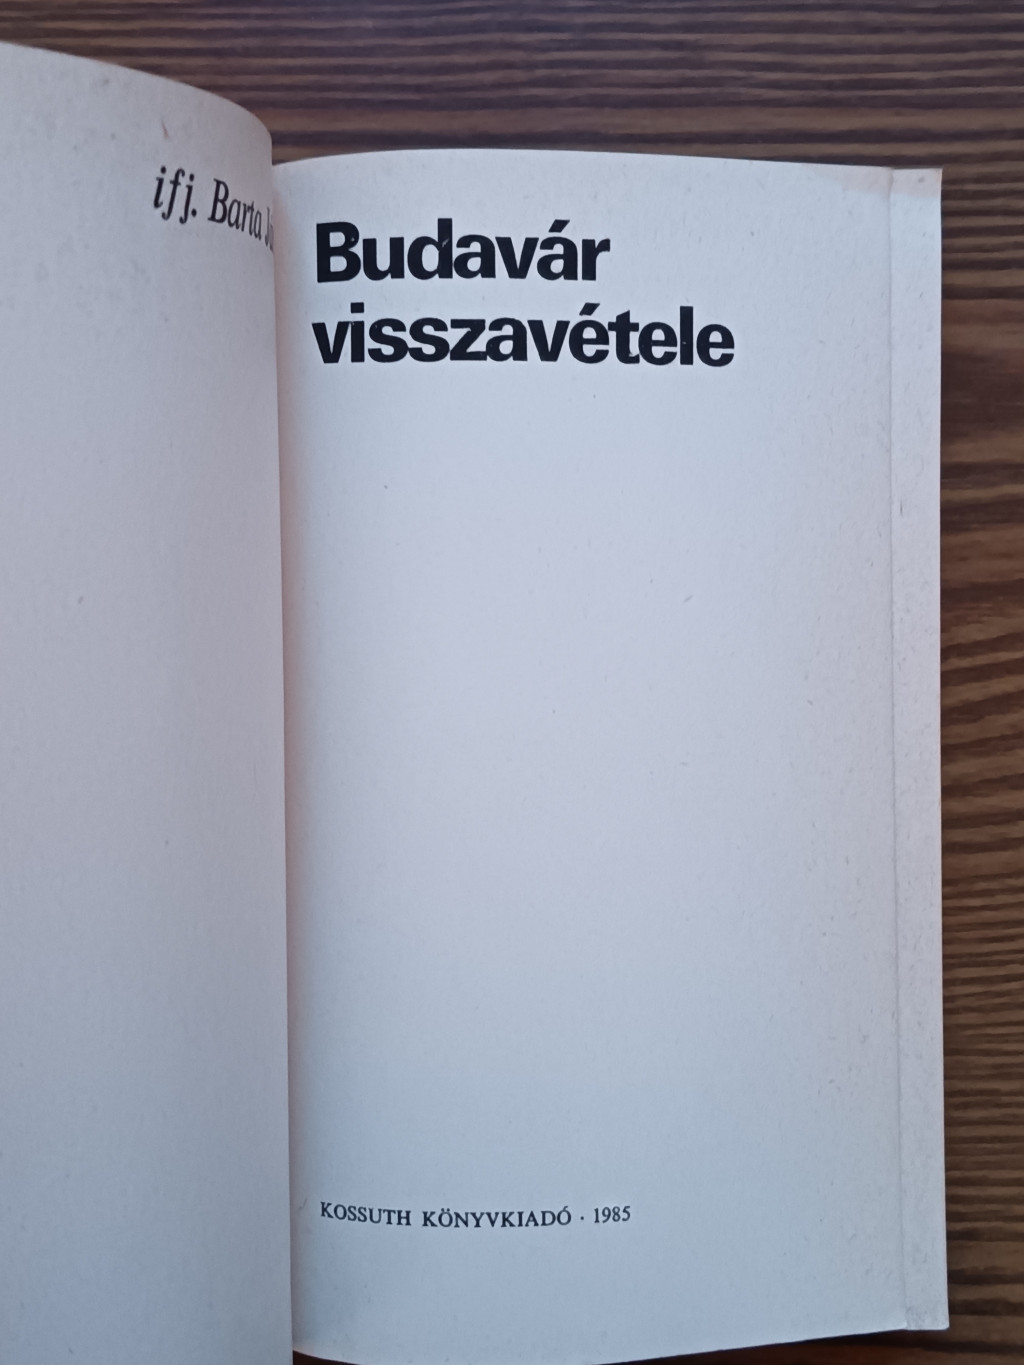 ifj. Barta
Budavár
visszavétele
KOSSUTH KÖNYVKIADÓ · 1985